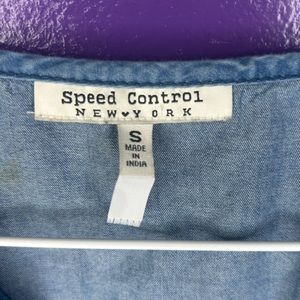 Speed Control
NEW♥YORK
S
MADE
IN
INDIA